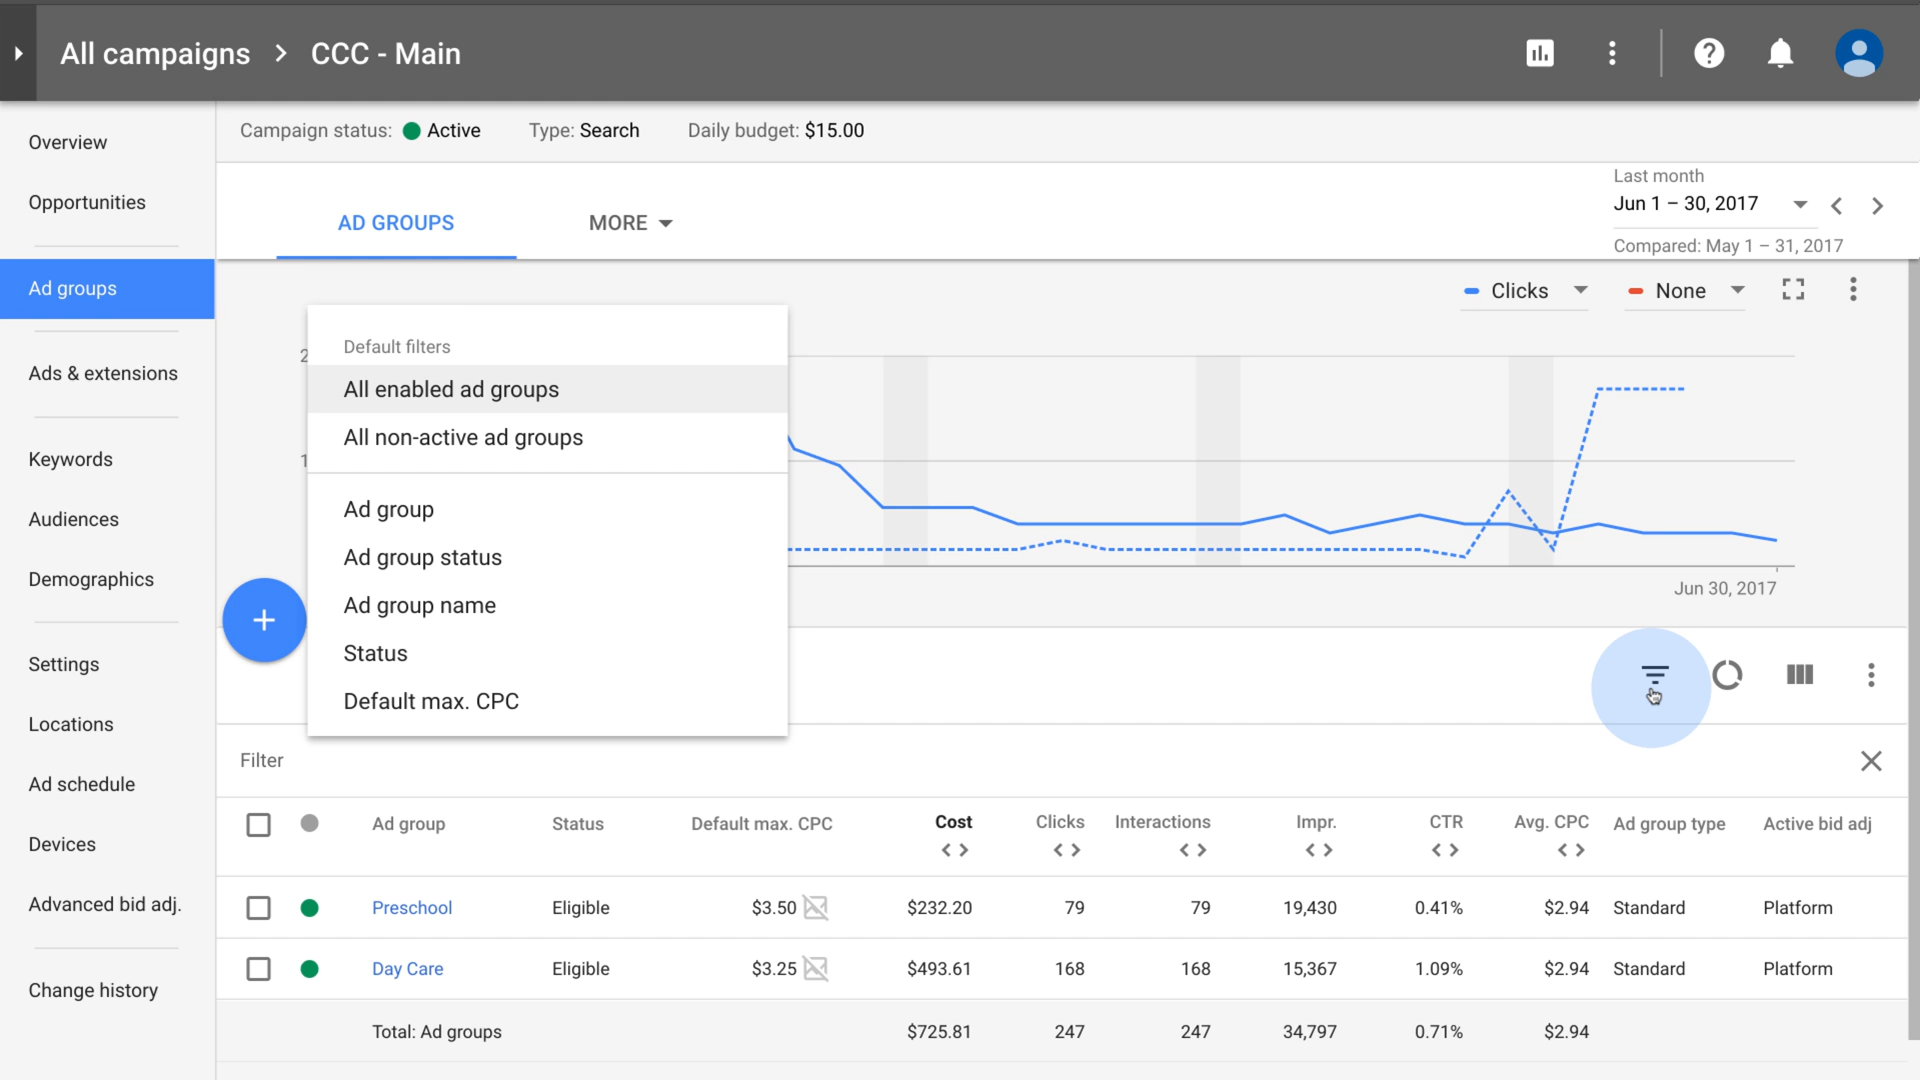 All campaigns > CCC - Main
Campaign status: Active Type: Search Daily budget: $15.00
Overview
Opportunities
Ad groups
Ads & extensions
Keywords
Audiences
Demographics
Settings
Locations
Ad schedule
Devices
Advanced bid adj.
Change history
AD GROUPS MORE
Last month
Jun 1 – 30, 2017
Compared: May 1 – 31, 2017
Clicks None
2
1
Jun 30, 2017
Default filters
All enabled ad groups
All non-active ad groups
Ad group
Ad group status
Ad group name
Status
Default max. CPC
Filter
Ad group Status Default max. CPC Cost Clicks Interactions Impr. CTR Avg. CPC Ad group type Active bid adj
Preschool Eligible $3.50 $232.20 79 79 19,430 0.41% $2.94 Standard Platform
Day Care Eligible $3.25 $493.61 168 168 15,367 1.09% $2.94 Standard Platform
Total: Ad groups $725.81 247 247 34,797 0.71% $2.94